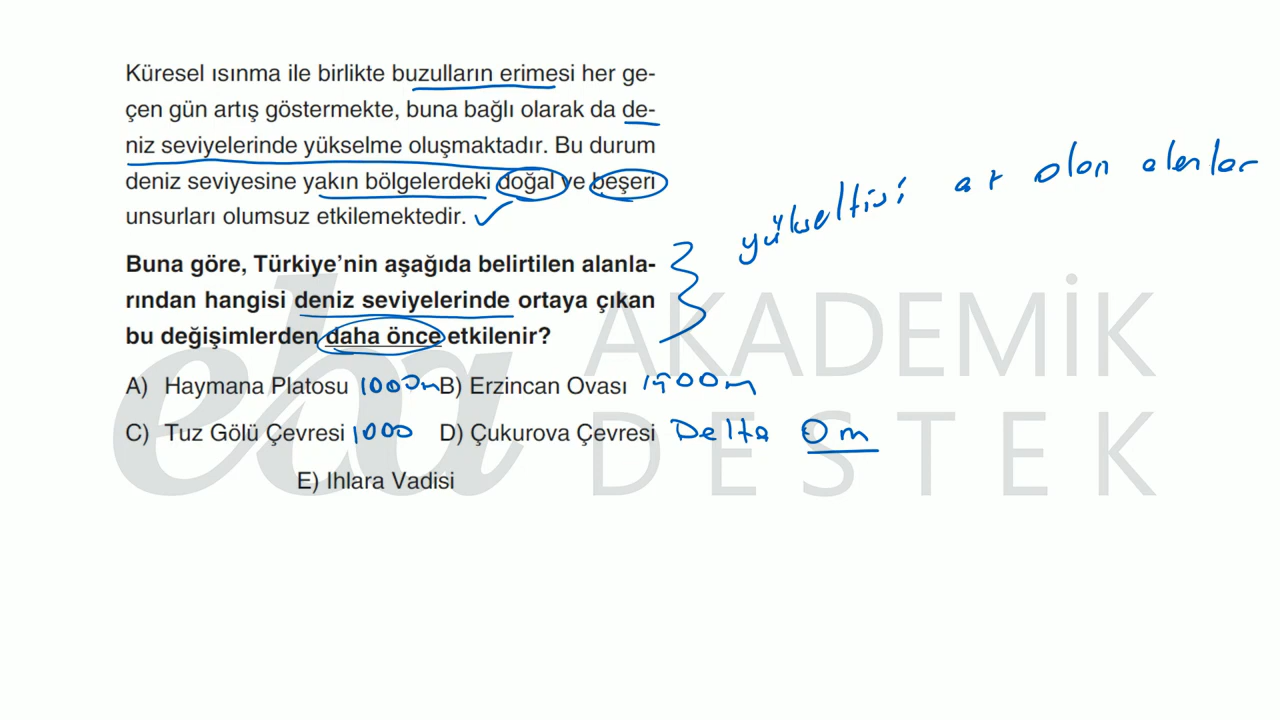 Küresel ısınma ile birlikte buzulların erimesi her ge-
çen gün artış göstermekte, buna bağlı olarak da de-
niz seviyelerinde yükselme oluşmaktadır. Bu durum
deniz seviyesine yakın bölgelerdeki doğal ve beşeri
unsurları olumsuz etkilemektedir.
yükseltisi az olan alanlar
Buna göre, Türkiye'nin aşağıda belirtilen alanla-
rından hangisi deniz seviyelerinde ortaya çıkan
bu değişimlerden daha önce etkilenir?
A) Haymana Platosu 1000m B) Erzincan Ovası 1500m
C) Tuz Gölü Çevresi 1000 D) Çukurova Çevresi Delta 0m
E) Ihlara Vadisi
eba AKADEMİK
DESTEK